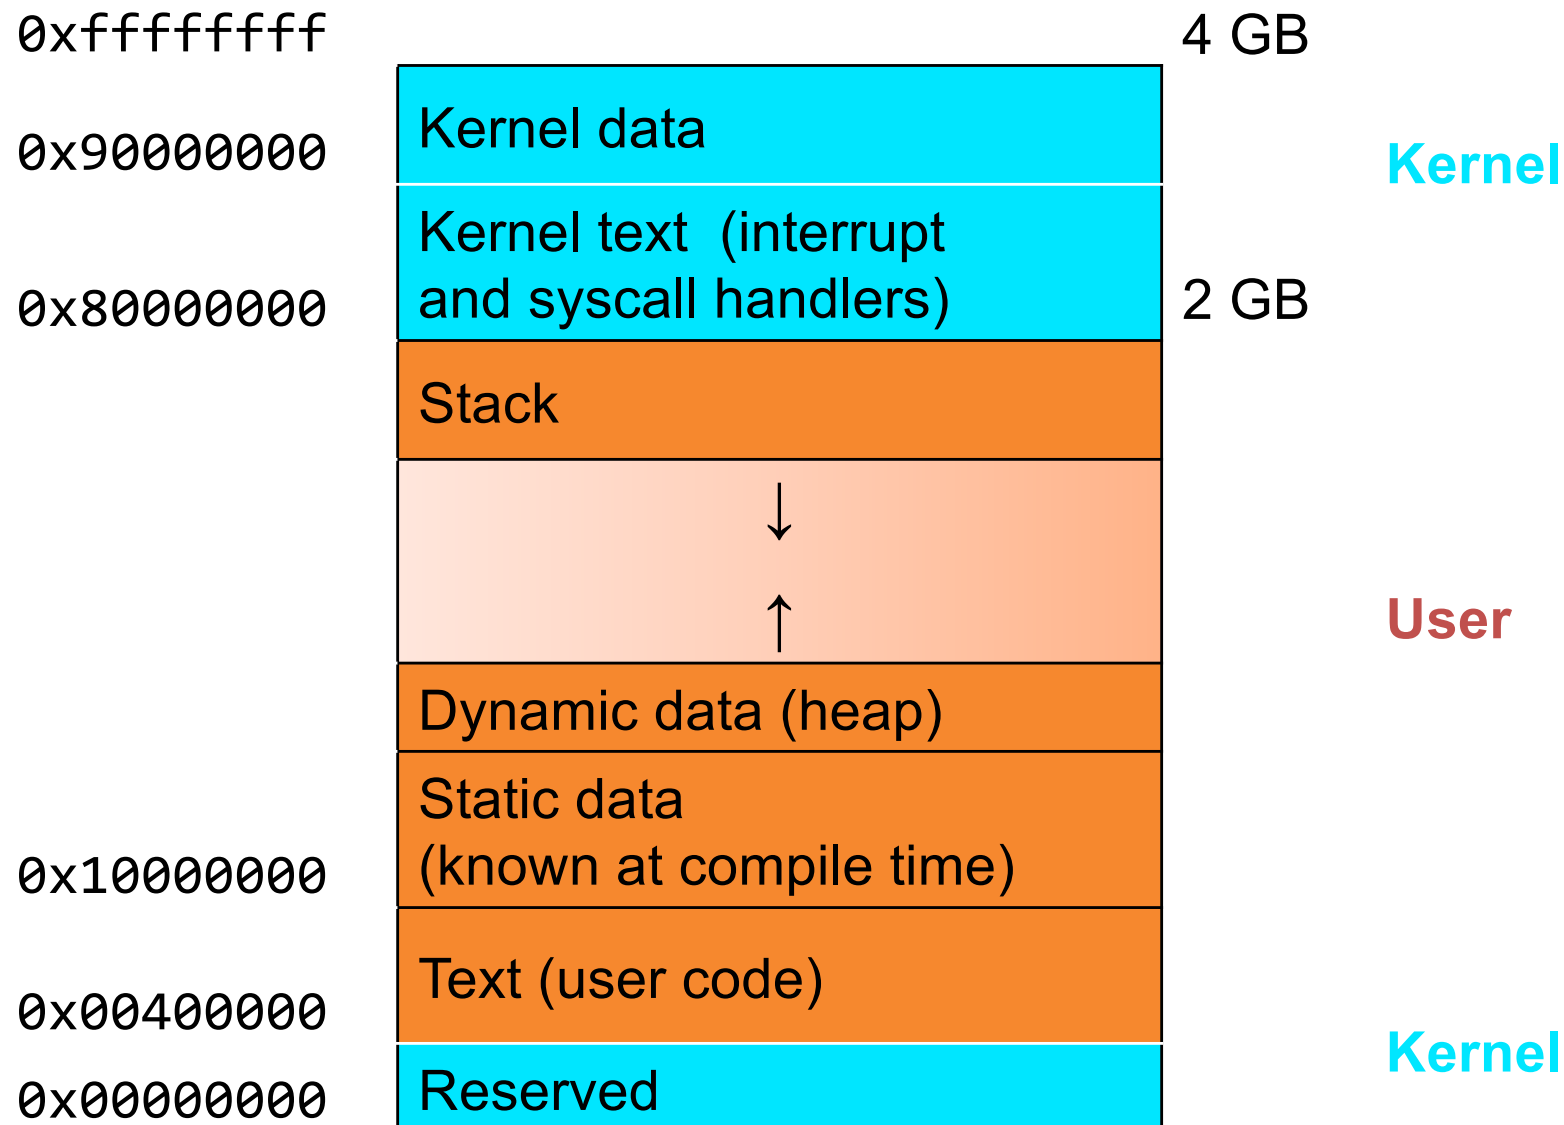 0xffffffff
4 GB
Kernel data
0x90000000
Kernel
Kernel text (interrupt
and syscall handlers)
0x80000000
2 GB
Stack
↓
↑
User
Dynamic data (heap)
Static data
(known at compile time)
0x10000000
Text (user code)
0x00400000
Kernel
Reserved
0x00000000